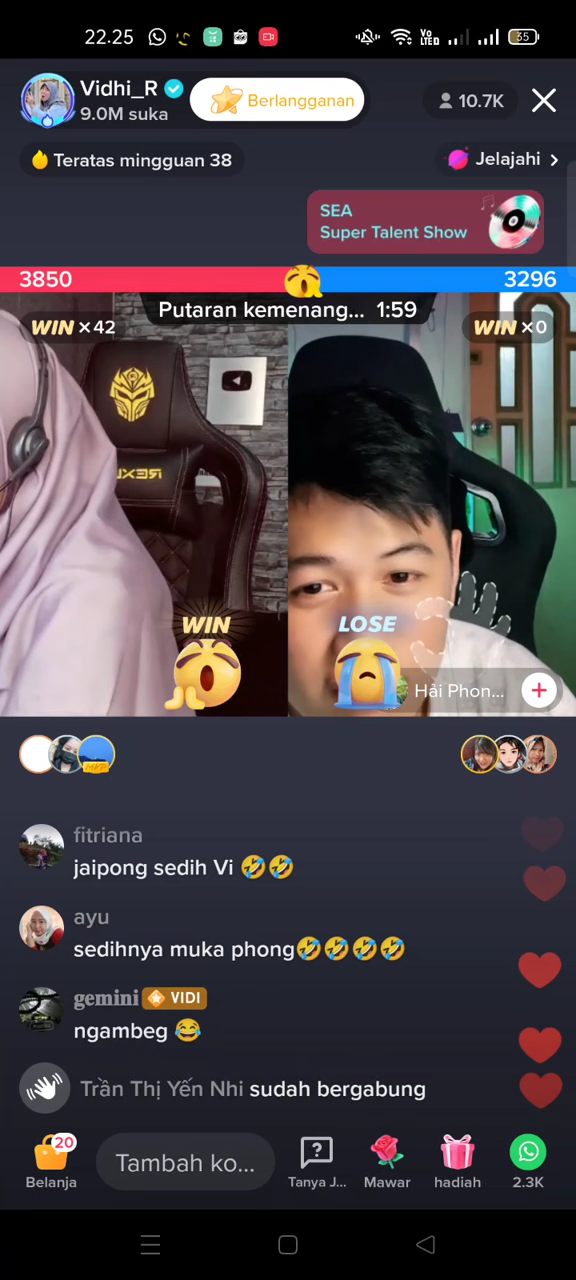 22.25
VO
LTED
35
Vidhi_R
9.0M suka
Berlangganan
10.7K
Teratas mingguan 38
Jelajahi
SEA
Super Talent Show
3850
3296
Putaran kemenang... 1:59
WIN ×42
WIN ×0
WIN
LOSE
Hải Phon...
fitriana
jaipong sedih Vi 🤣🤣
ayu
sedihnya muka phong🤣🤣🤣🤣
gemini VIDI
ngambeg 😂
Trần Thị Yến Nhi sudah bergabung
20
Belanja
Tambah ko...
Tanya J...
Mawar
hadiah
2.3K